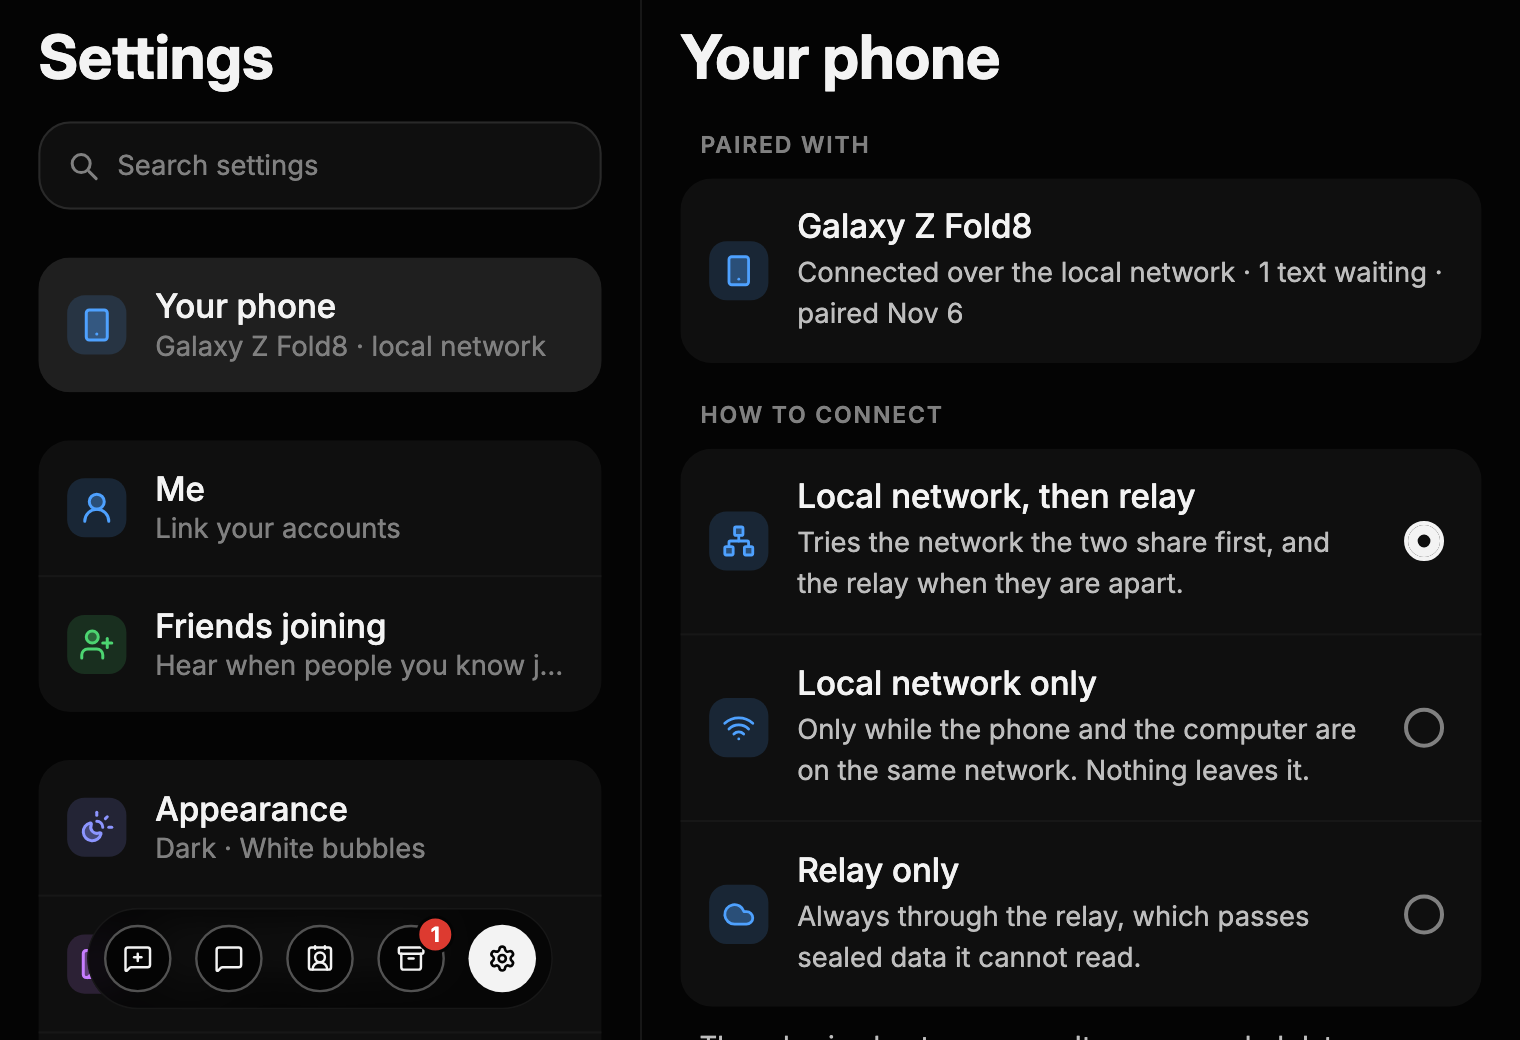 Settings
Search settings
Your phone
Galaxy Z Fold8 · local network
Me
Link your accounts
Friends joining
Hear when people you know j...
Appearance
Dark · White bubbles
1
Your phone
PAIRED WITH
Galaxy Z Fold8
Connected over the local network · 1 text waiting ·
paired Nov 6
HOW TO CONNECT
Local network, then relay
Tries the network the two share first, and
the relay when they are apart.
Local network only
Only while the phone and the computer are
on the same network. Nothing leaves it.
Relay only
Always through the relay, which passes
sealed data it cannot read.